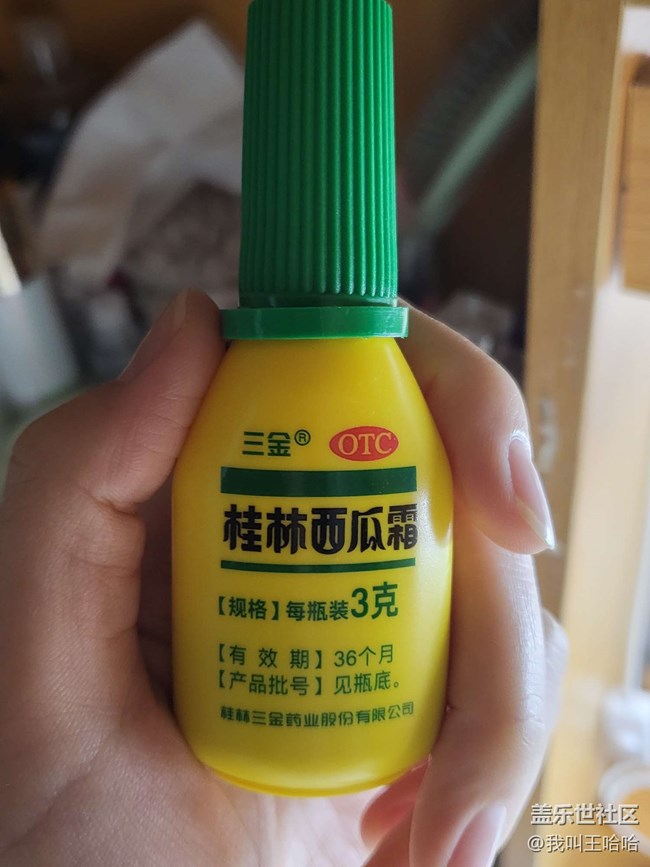 三金® OTC
桂林西瓜霜
【规格】每瓶装3克
【有 效 期】36个月
【产品批号】见瓶底。
桂林三金药业股份有限公司
盖乐世社区
@我叫王哈哈